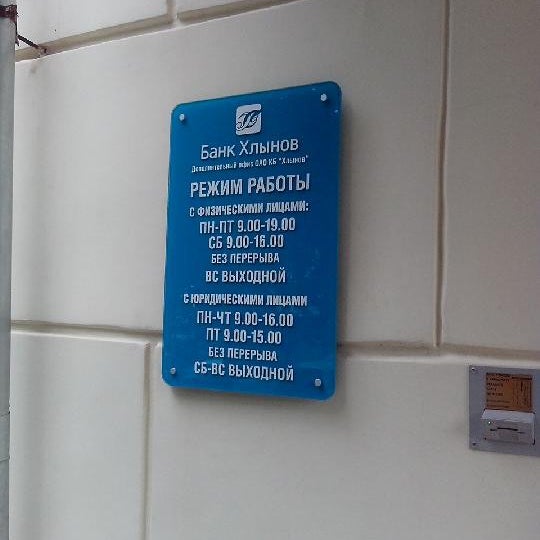 Банк Хлынов
Дополнительный офис ОАО КБ "Хлынов"
РЕЖИМ РАБОТЫ
С ФИЗИЧЕСКИМИ ЛИЦАМИ:
ПН-ПТ 9.00-19.00
СБ 9.00-16.00
БЕЗ ПЕРЕРЫВА
ВС ВЫХОДНОЙ
С ЮРИДИЧЕСКИМИ ЛИЦАМИ
ПН-ЧТ 9.00-16.00
ПТ 9.00-15.00
БЕЗ ПЕРЕРЫВА
СБ-ВС ВЫХОДНОЙ